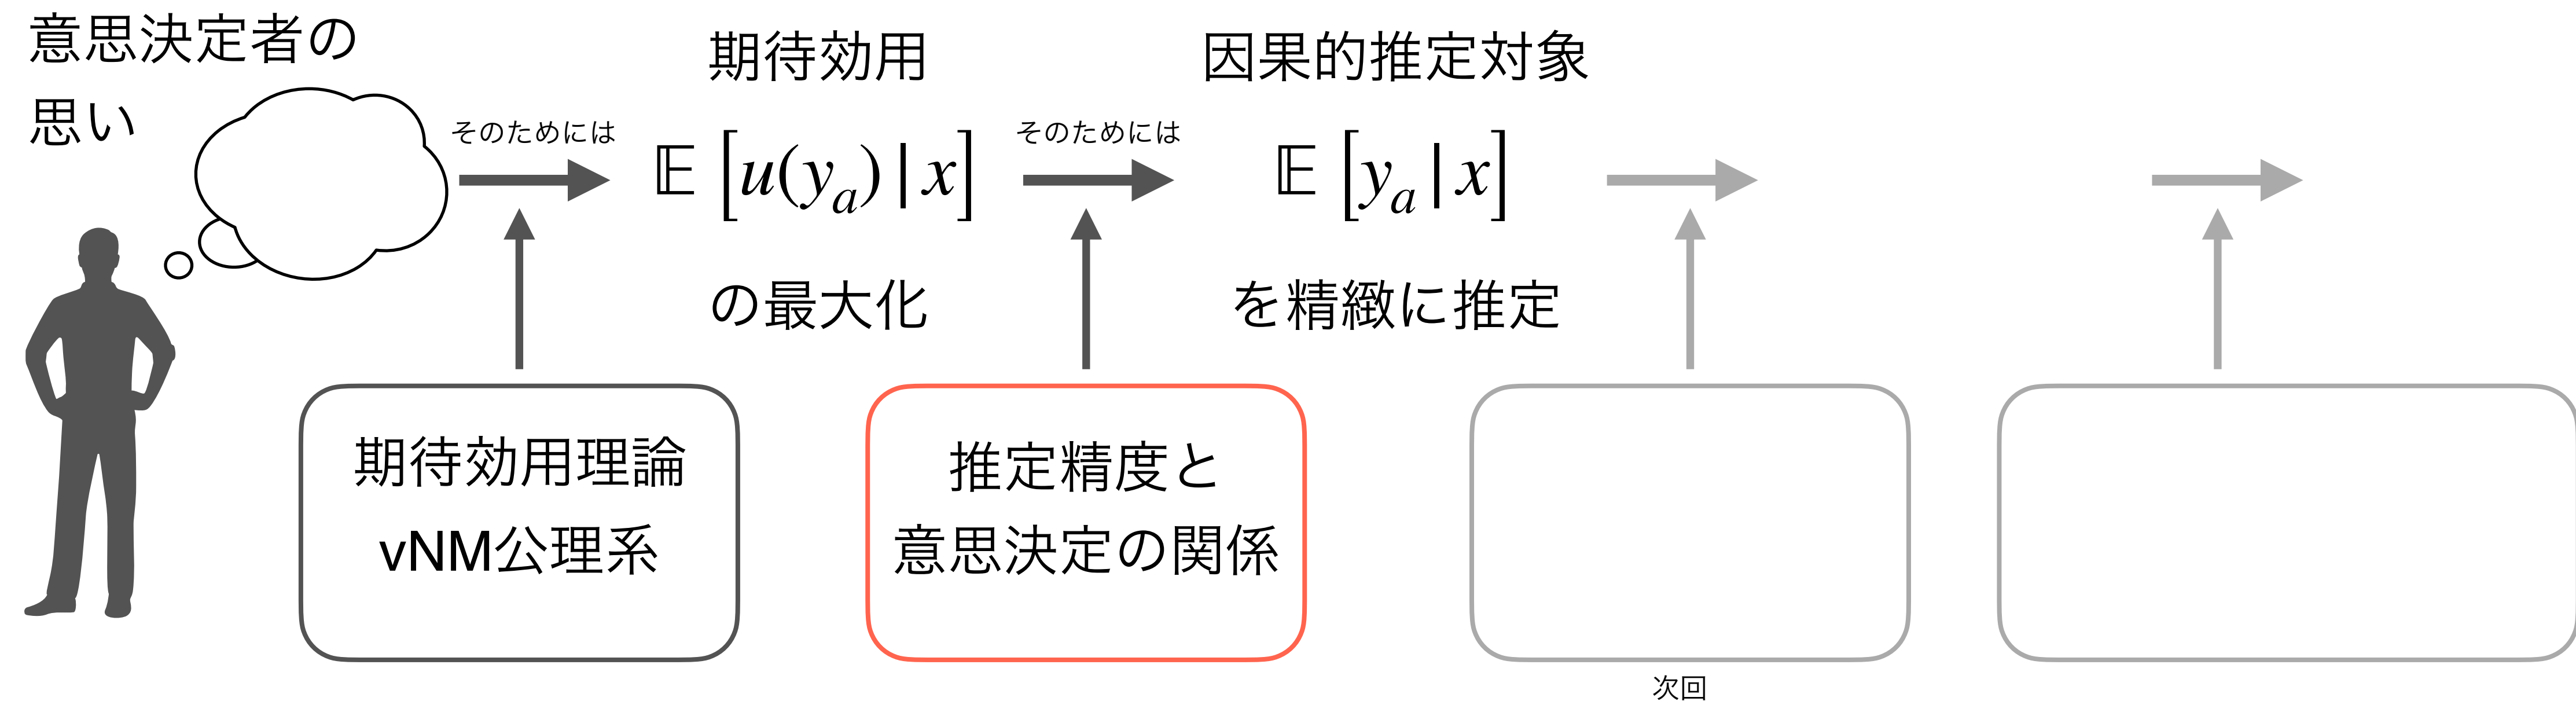 意思決定者の
思い
そのためには
期待効用
𝔼[u(yₐ) | x]
の最大化
そのためには
因果的推定対象
𝔼[yₐ | x]
を精緻に推定
期待効用理論
vNM公理系
推定精度と
意思決定の関係
次回